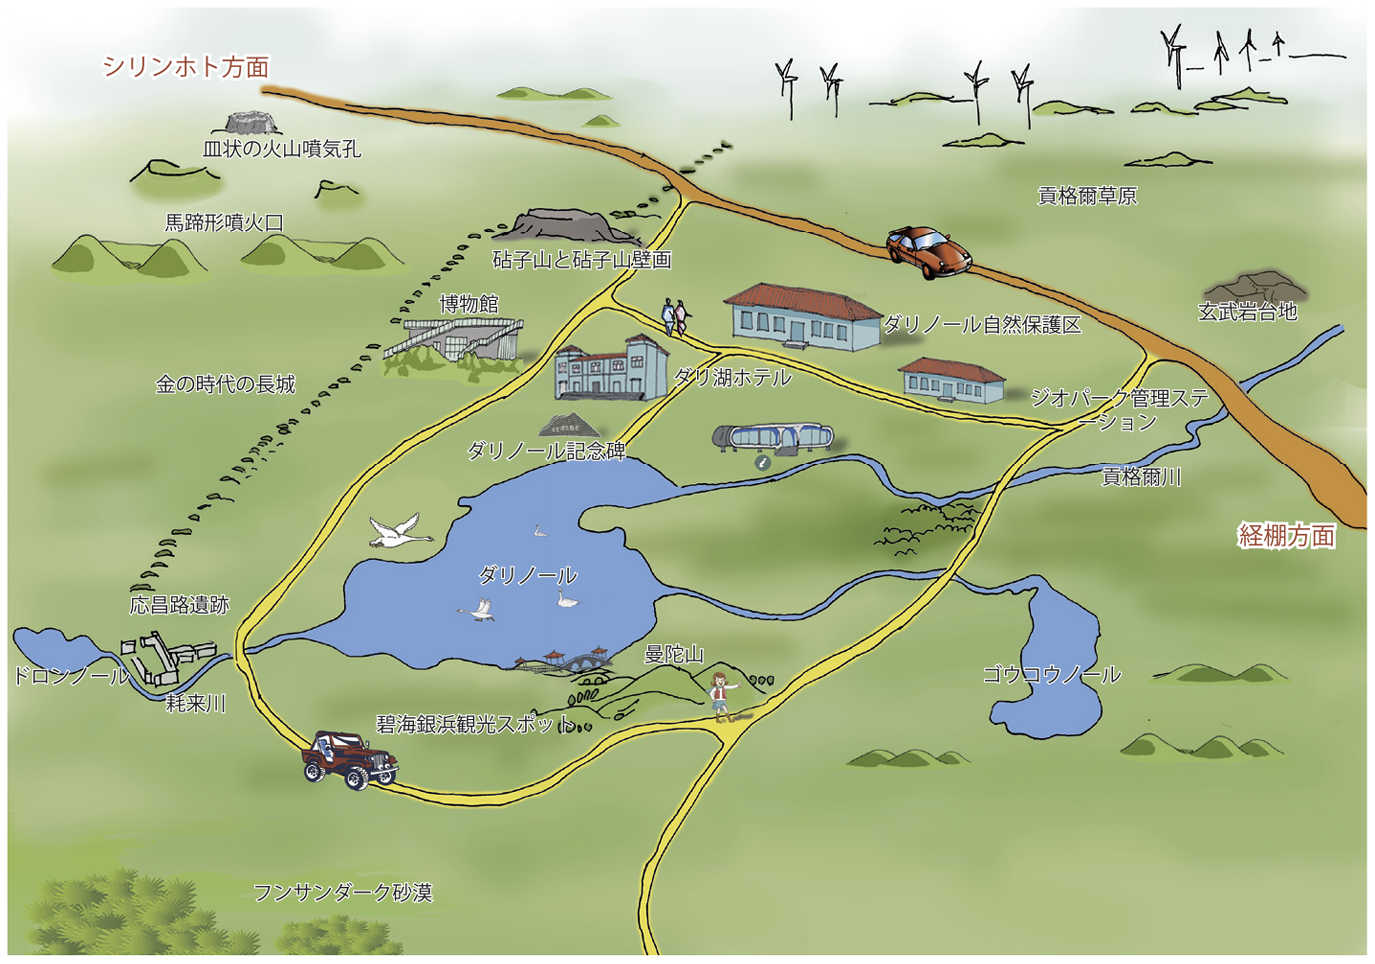 シリンホト方面
皿状の火山噴気孔
馬蹄形噴火口
貢格爾草原
砧子山と砧子山壁画
博物館
玄武岩台地
ダリノール自然保護区
金の時代の長城
ダリ湖ホテル
ジオパーク管理ステ
ーション
ダリノール記念碑
貢格爾川
経棚方面
ダリノール
応昌路遺跡
曼陀山
ドロンノール
ゴウコウノール
耗来川
碧海銀浜観光スポット
フンサンダーク砂漠